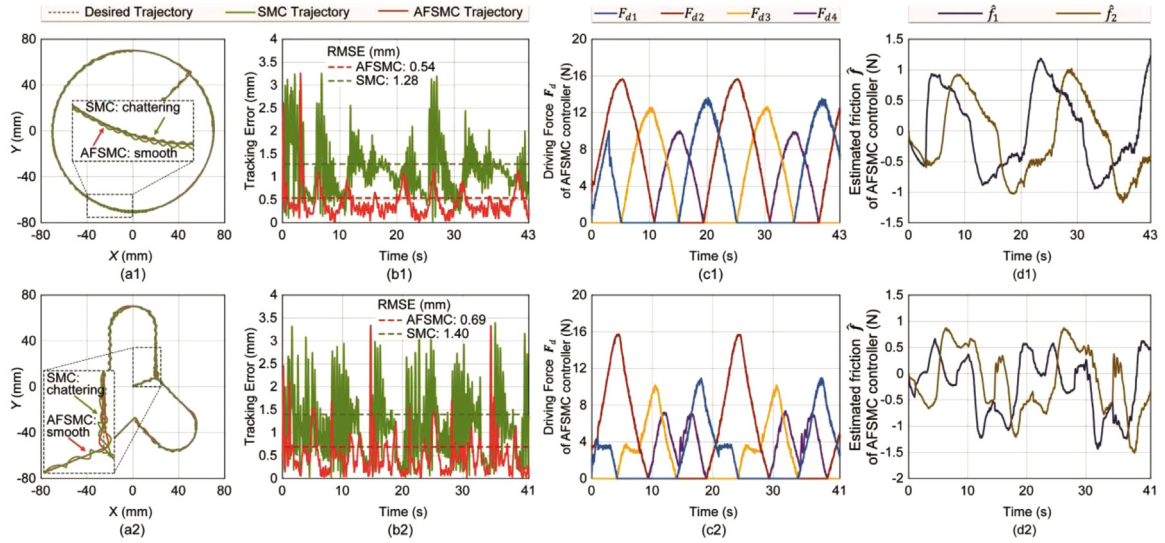 Desired Trajectory SMC Trajectory AFSMC Trajectory
F_d1 F_d2 F_d3 F_d4
f̂_1 f̂_2
Y (mm)
80
40
0
-40
-80
-80 -40 0 40 80
X (mm)
SMC: chattering
AFSMC: smooth
(a1)
Tracking Error (mm)
4
3
2
1.5
1
0.5
0
RMSE (mm)
AFSMC: 0.54
SMC: 1.28
0 10 20 30 43
Time (s)
(b1)
Driving Force F_d
of AFSMC controller (N)
20
16
12
8
4
0
0 10 20 30 43
Time (s)
(c1)
Estimated friction f̂
of AFSMC controller (N)
1.5
1
0.5
0
-0.5
-1
-1.5
0 10 20 30 43
Time (s)
(d1)
Y (mm)
80
40
0
-40
-80
-80 -40 0 40 80
X (mm)
SMC:
chattering
AFSMC:
smooth
(a2)
Tracking Error (mm)
4
3
2
1.5
1
0.5
0
RMSE (mm)
AFSMC: 0.69
SMC: 1.40
0 10 20 30 41
Time (s)
(b2)
Driving Force F_d
of AFSMC controller (N)
20
16
12
8
4
0
0 10 20 30 41
Time (s)
(c2)
Estimated friction f̂
of AFSMC controller (N)
1.5
1
0.5
0
-0.5
-1
-1.5
-2
0 10 20 30 41
Time (s)
(d2)